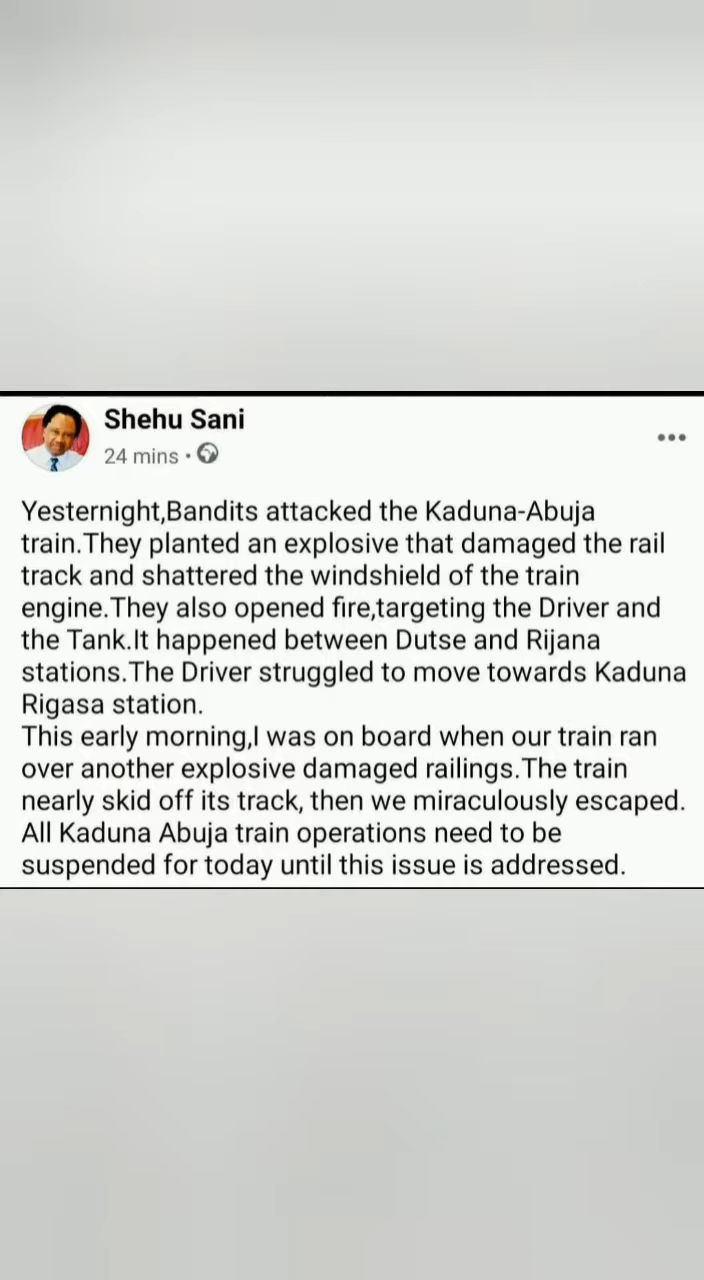 Shehu Sani
24 mins •
Yesternight,Bandits attacked the Kaduna-Abuja
train.They planted an explosive that damaged the rail
track and shattered the windshield of the train
engine.They also opened fire,targeting the Driver and
the Tank.It happened between Dutse and Rijana
stations.The Driver struggled to move towards Kaduna
Rigasa station.
This early morning,I was on board when our train ran
over another explosive damaged railings.The train
nearly skid off its track, then we miraculously escaped.
All Kaduna Abuja train operations need to be
suspended for today until this issue is addressed.